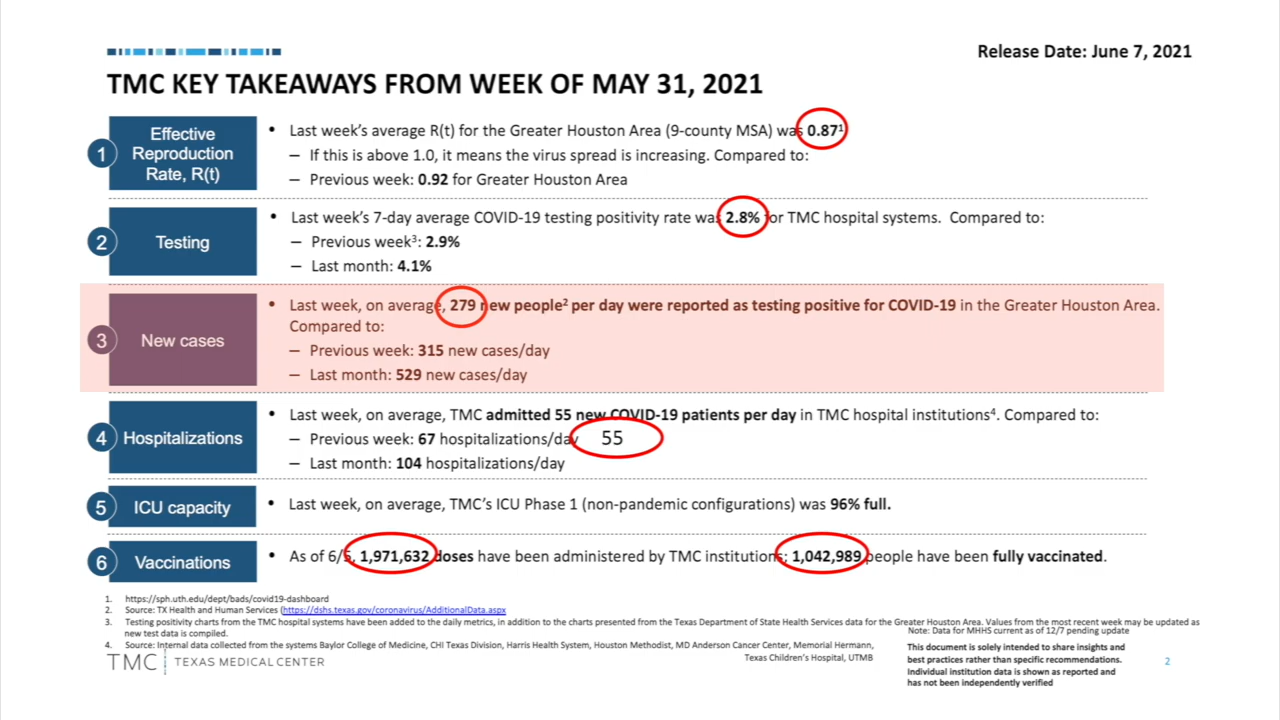 Release Date: June 7, 2021
TMC KEY TAKEAWAYS FROM WEEK OF MAY 31, 2021
1
Effective
Reproduction
Rate, R(t)
• Last week's average R(t) for the Greater Houston Area (9-county MSA) was 0.87¹
– If this is above 1.0, it means the virus spread is increasing. Compared to:
– Previous week: 0.92 for Greater Houston Area
2
Testing
• Last week's 7-day average COVID-19 testing positivity rate was 2.8% for TMC hospital systems. Compared to:
– Previous week³: 2.9%
– Last month: 4.1%
3
New cases
• Last week, on average, 279 new people² per day were reported as testing positive for COVID-19 in the Greater Houston Area.
Compared to:
– Previous week: 315 new cases/day
– Last month: 529 new cases/day
4
Hospitalizations
• Last week, on average, TMC admitted 55 new COVID-19 patients per day in TMC hospital institutions⁴. Compared to:
– Previous week: 67 hospitalizations/day 55
– Last month: 104 hospitalizations/day
5
ICU capacity
• Last week, on average, TMC's ICU Phase 1 (non-pandemic configurations) was 96% full.
6
Vaccinations
• As of 6/5, 1,971,632 doses have been administered by TMC institutions; 1,042,989 people have been fully vaccinated.
1. https://sph.uth.edu/dept/bads/covid19-dashboard
2. Source: TX Health and Human Services (https://dshs.texas.gov/coronavirus/AdditionalData.aspx
3. Testing positivity charts from the TMC hospital systems have been added to the daily metrics, in addition to the charts presented from the Texas Department of State Health Services data for the Greater Houston Area. Values from the most recent week may be updated as
new test data is compiled.
Note: Data for MHHS current as of 12/7 pending update
4. Source: Internal data collected from the systems Baylor College of Medicine, CHI Texas Division, Harris Health System, Houston Methodist, MD Anderson Cancer Center, Memorial Hermann,
Texas Children's Hospital, UTMB
TMC TEXAS MEDICAL CENTER
This document is solely intended to share insights and
best practices rather than specific recommendations.
Individual institution data is shown as reported and
has not been independently verified
2